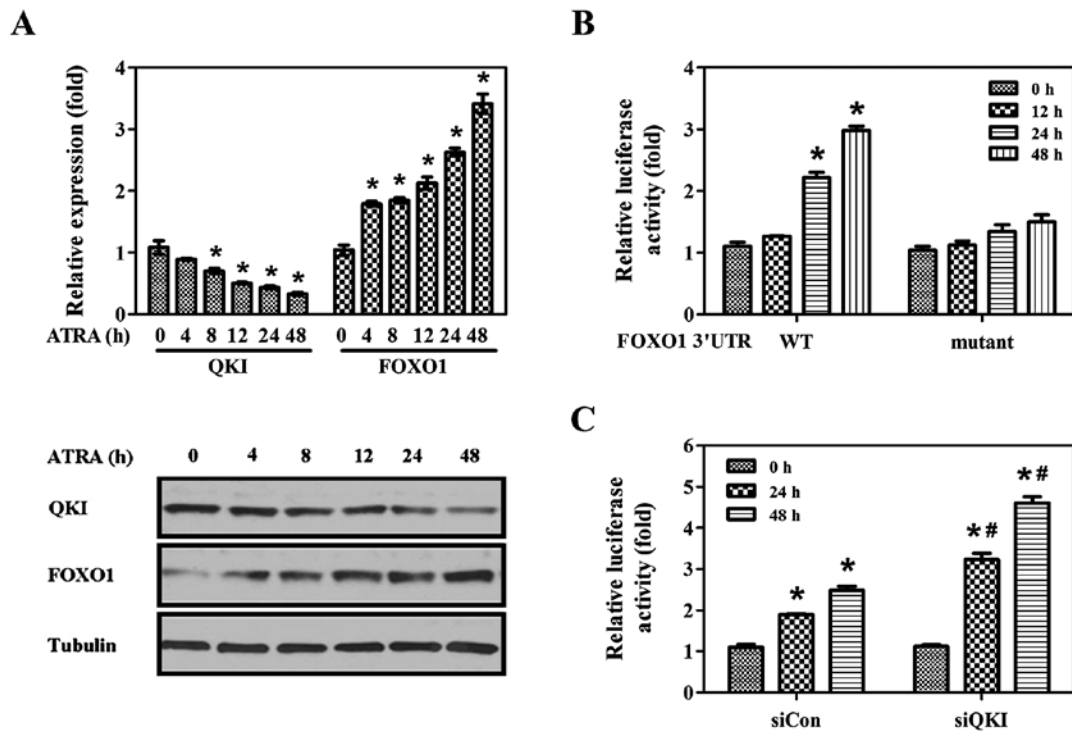 A
Relative expression (fold)
4
3
2
1
0
* * * *
* * * * *
ATRA (h) 0 4 8 12 24 48 0 4 8 12 24 48
QKI FOXO1
ATRA (h) 0 4 8 12 24 48
QKI
FOXO1
Tubulin
B
Relative luciferase
activity (fold)
4
3
2
1
0
0 h
12 h
24 h
48 h
* *
FOXO1 3'UTR WT mutant
C
Relative luciferase
activity (fold)
6
5
4
3
2
1
0
0 h
24 h
48 h
* * *# *#
siCon siQKI